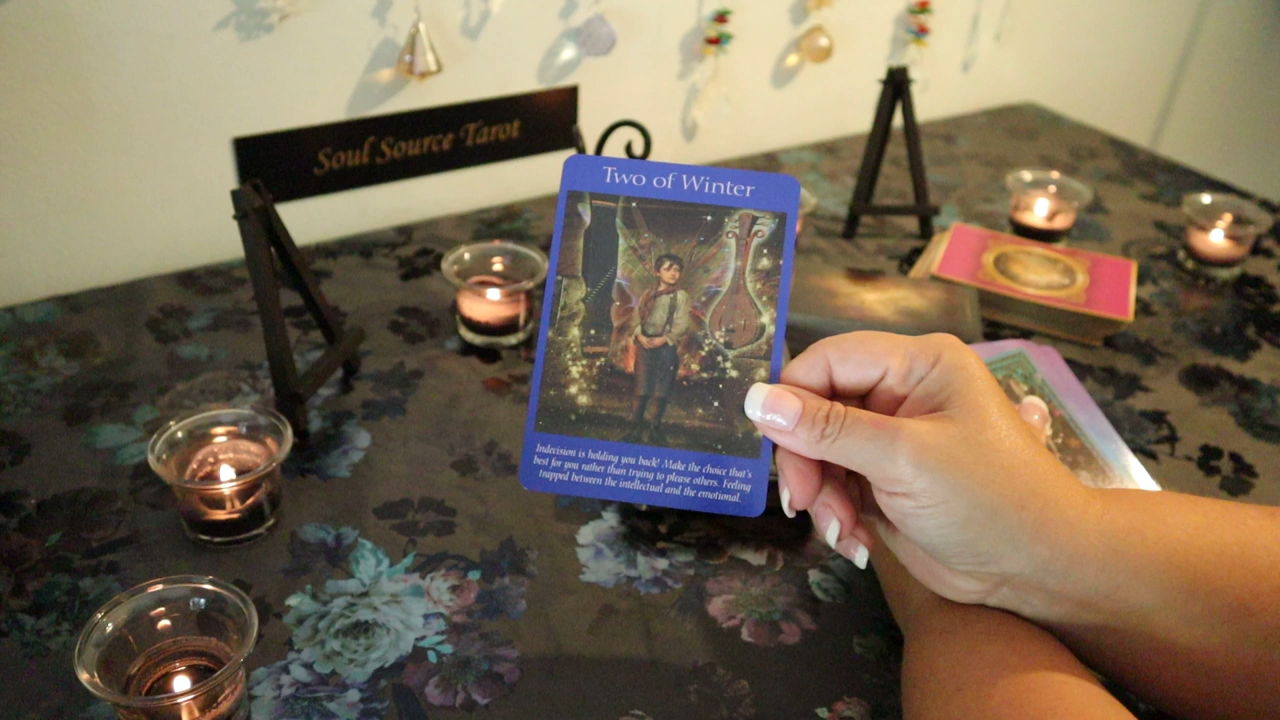 Soul Source Tarot
Two of Winter
Indecision is holding you back! Make the choice that's
best for you rather than trying to please others. Feeling
trapped between the intellectual and the emotional.